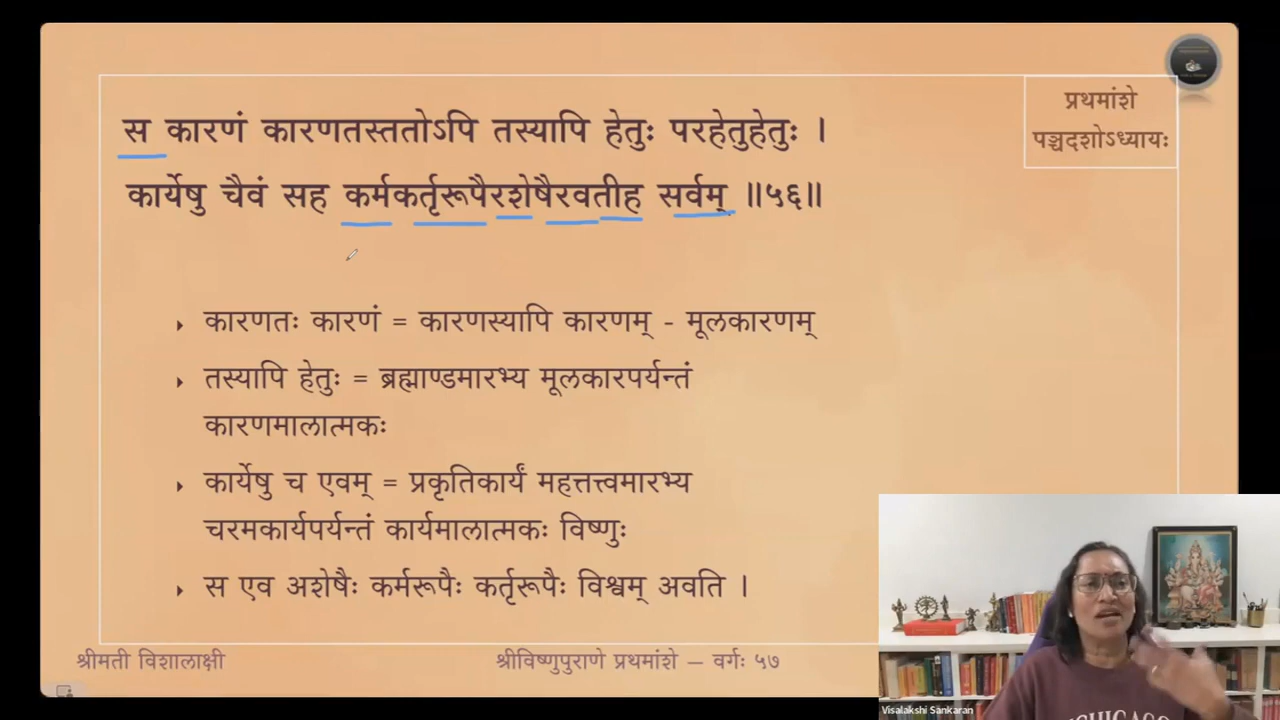 प्रथमांशे
पञ्चदशोऽध्यायः
स कारणं कारणतस्ततोऽपि तस्यापि हेतुः परहेतुहेतुः ।
कार्येषु चैवं सह कर्मकर्तृरूपैरशेषैरवतीह सर्वम् ॥५६॥
कारणतः कारणं = कारणस्यापि कारणम् - मूलकारणम्
तस्यापि हेतुः = ब्रह्माण्डमारभ्य मूलकारपर्यन्तं
कारणमालात्मकः
कार्येषु च एवम् = प्रकृतिकार्यं महत्तत्त्वमारभ्य
चरमकार्यपर्यन्तं कार्यमालात्मकः विष्णुः
स एव अशेषैः कर्मरूपैः कर्तृरूपैः विश्वम् अवति ।
श्रीमती विशालाक्षी
श्रीविष्णुपुराणे प्रथमांशे – वर्गः ५७
Visalakshi Sankaran